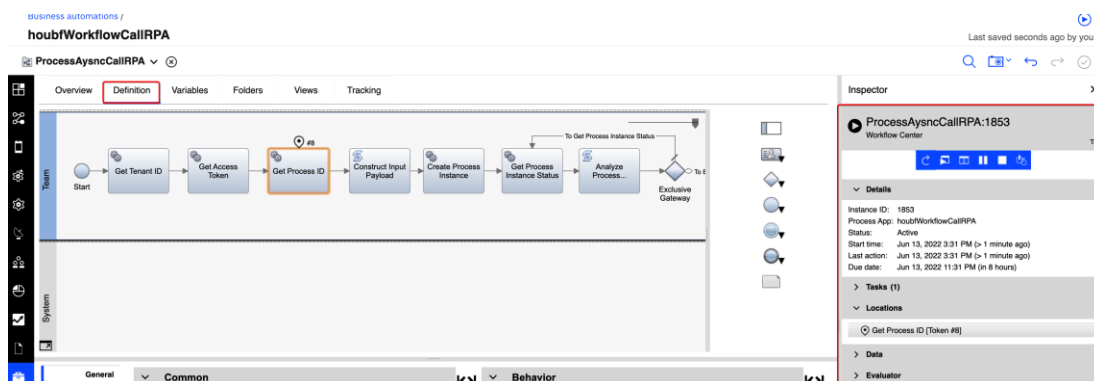 Business automations /
houbfWorkflowCallRPA
Last saved seconds ago by you
ProcessAysncCallRPA
Overview Definition Variables Folders Views Tracking
Inspector
ProcessAysncCallRPA:1853
Workflow Center
Team
Start
Get Tenant ID
Get Access
Token
#8
Get Process ID
Construct Input
Payload
Create Process
Instance
Get Process
Instance Status
Analyze
Process...
To Get Process Instance Status
Exclusive
Gateway
To E
System
Details
Instance ID: 1853
Process App: houbfWorkflowCallRPA
Status: Active
Start time: Jun 13, 2022 3:31 PM (> 1 minute ago)
Last action: Jun 13, 2022 3:31 PM (> 1 minute ago)
Due date: Jun 13, 2022 11:31 PM (in 8 hours)
Tasks (1)
Locations
Get Process ID [Token #8]
Data
Evaluator
General
Common
Behavior